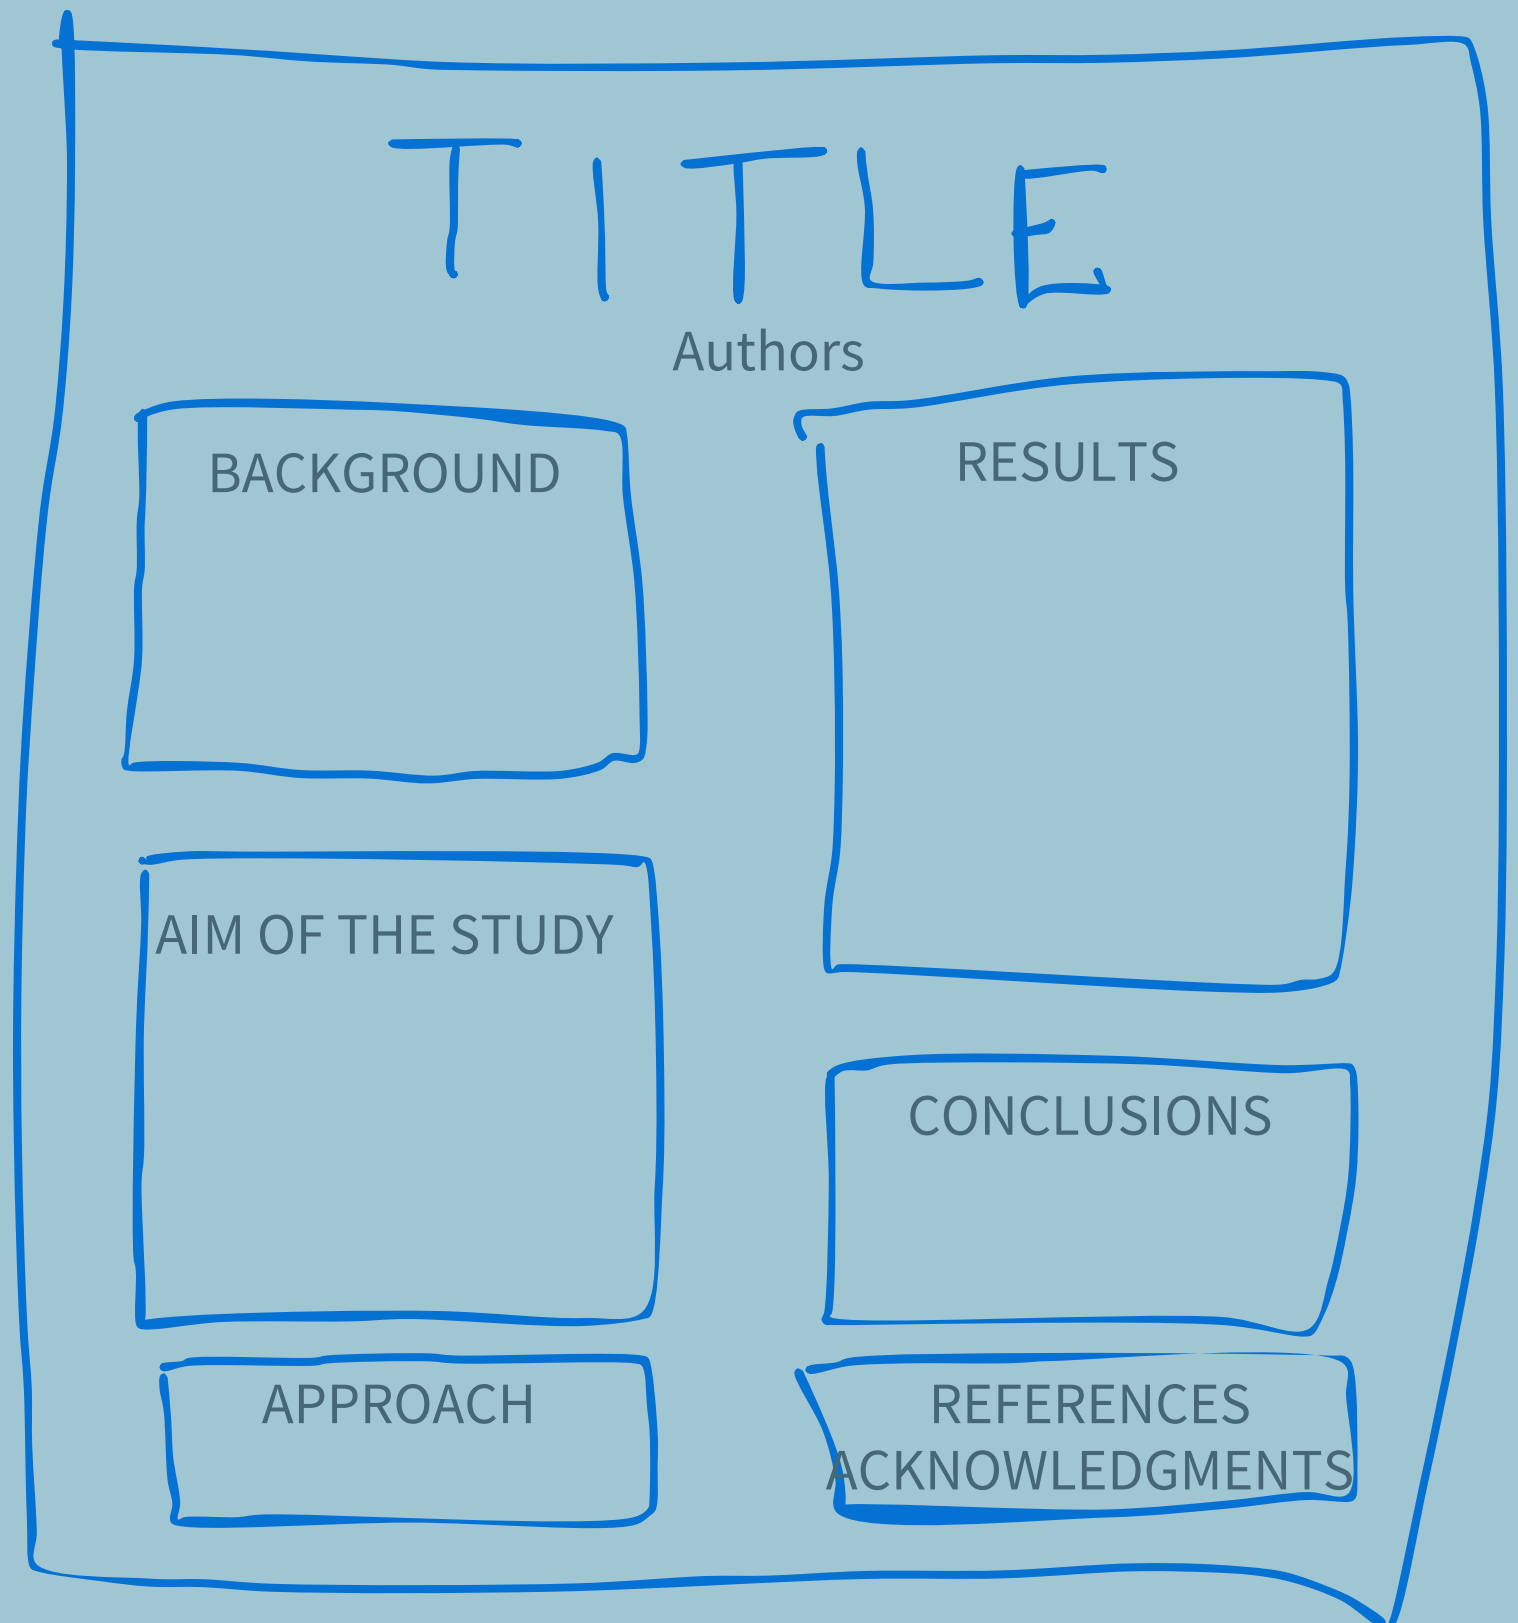 TITLE
Authors
BACKGROUND
AIM OF THE STUDY
APPROACH
RESULTS
CONCLUSIONS
REFERENCES
ACKNOWLEDGMENTS